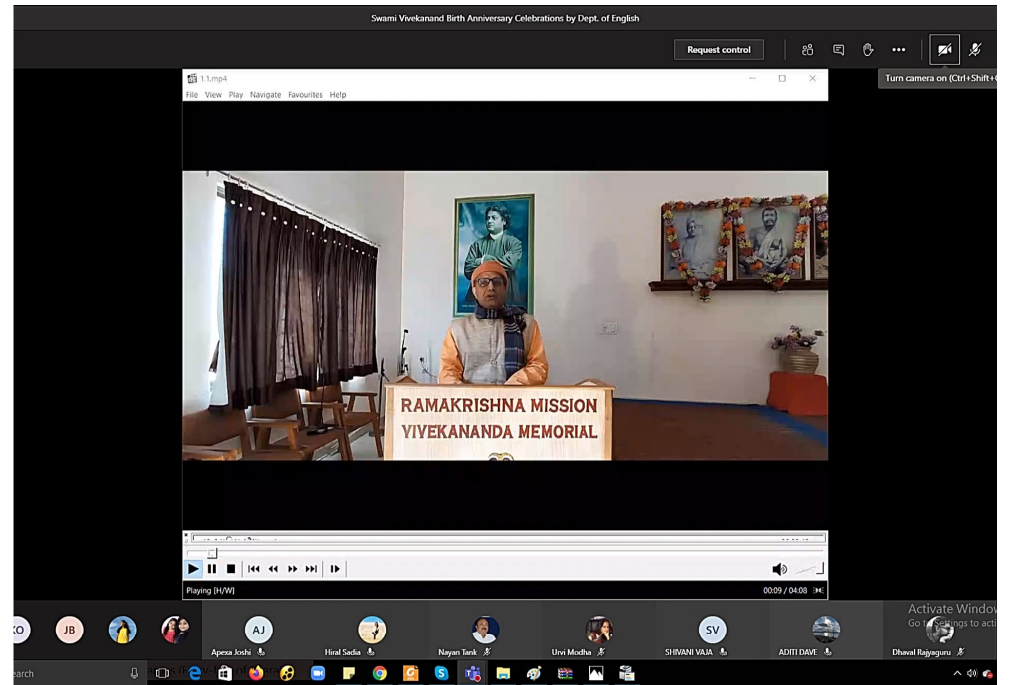 Swami Vivekanand Birth Anniversary Celebrations by Dept. of English
Request control
Turn camera on (Ctrl+Shift+
1.1.mp4
File View Play Navigate Favourites Help
RAMAKRISHNA MISSION
VIVEKANANDA MEMORIAL
Playing [H/W]
00:09 / 04:08
Activate Window
Go to Settings to acti
KO
JB
AJ
SV
Apexa Joshi
Hiral Sadia
Nayan Tank
Urvi Modha
SHIVANI VAJA
ADITI DAVE
Dhaval Rajyaguru
earch